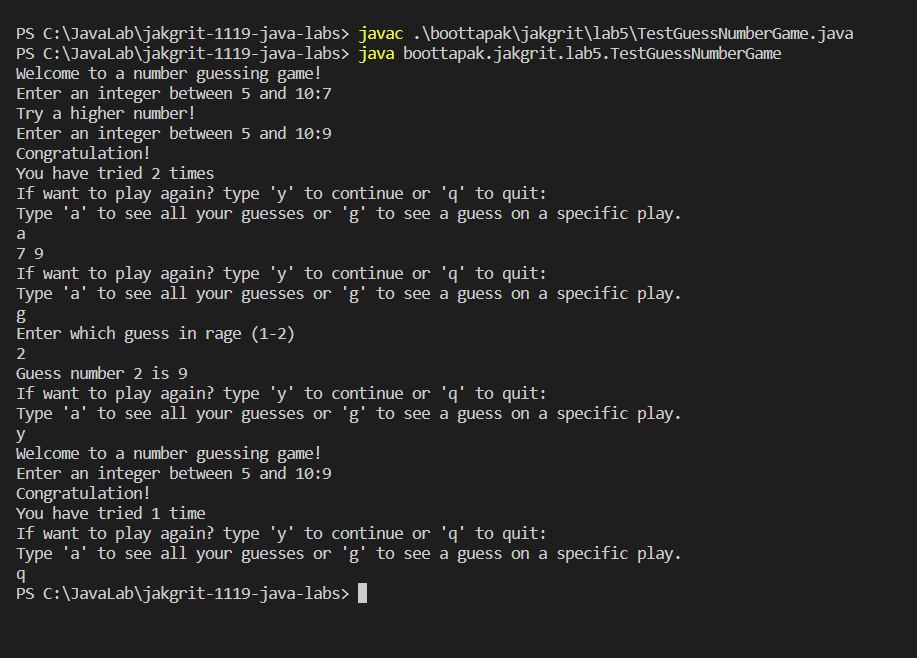 PS C:\JavaLab\jakgrit-1119-java-labs> javac .\boottapak\jakgrit\lab5\TestGuessNumberGame.java
PS C:\JavaLab\jakgrit-1119-java-labs> java boottapak.jakgrit.lab5.TestGuessNumberGame
Welcome to a number guessing game!
Enter an integer between 5 and 10:7
Try a higher number!
Enter an integer between 5 and 10:9
Congratulation!
You have tried 2 times
If want to play again? type 'y' to continue or 'q' to quit:
Type 'a' to see all your guesses or 'g' to see a guess on a specific play.
a
7 9
If want to play again? type 'y' to continue or 'q' to quit:
Type 'a' to see all your guesses or 'g' to see a guess on a specific play.
g
Enter which guess in rage (1-2)
2
Guess number 2 is 9
If want to play again? type 'y' to continue or 'q' to quit:
Type 'a' to see all your guesses or 'g' to see a guess on a specific play.
y
Welcome to a number guessing game!
Enter an integer between 5 and 10:9
Congratulation!
You have tried 1 time
If want to play again? type 'y' to continue or 'q' to quit:
Type 'a' to see all your guesses or 'g' to see a guess on a specific play.
q
PS C:\JavaLab\jakgrit-1119-java-labs>